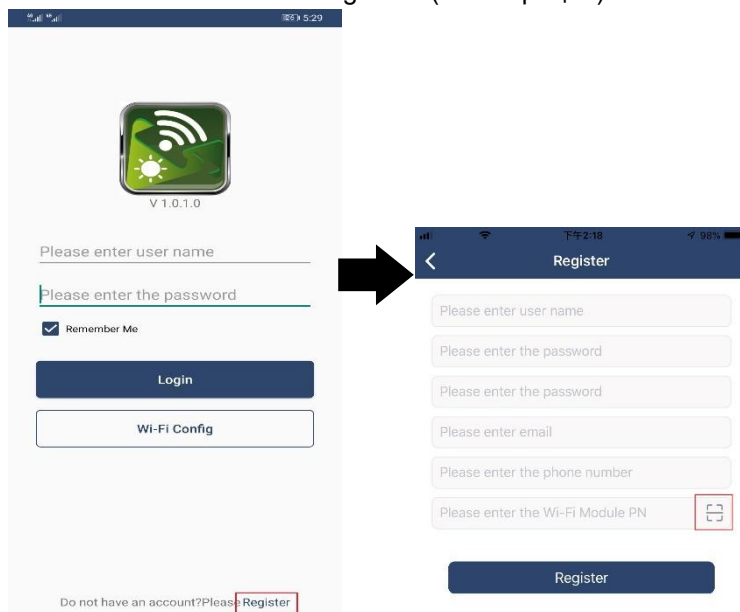 5:29
V 1.0.1.0
Please enter user name
Please enter the password
Remember Me
Login
Wi-Fi Config
Do not have an account?Please Register
下午2:18
98%
Register
Please enter user name
Please enter the password
Please enter the password
Please enter email
Please enter the phone number
Please enter the Wi-Fi Module PN
Register